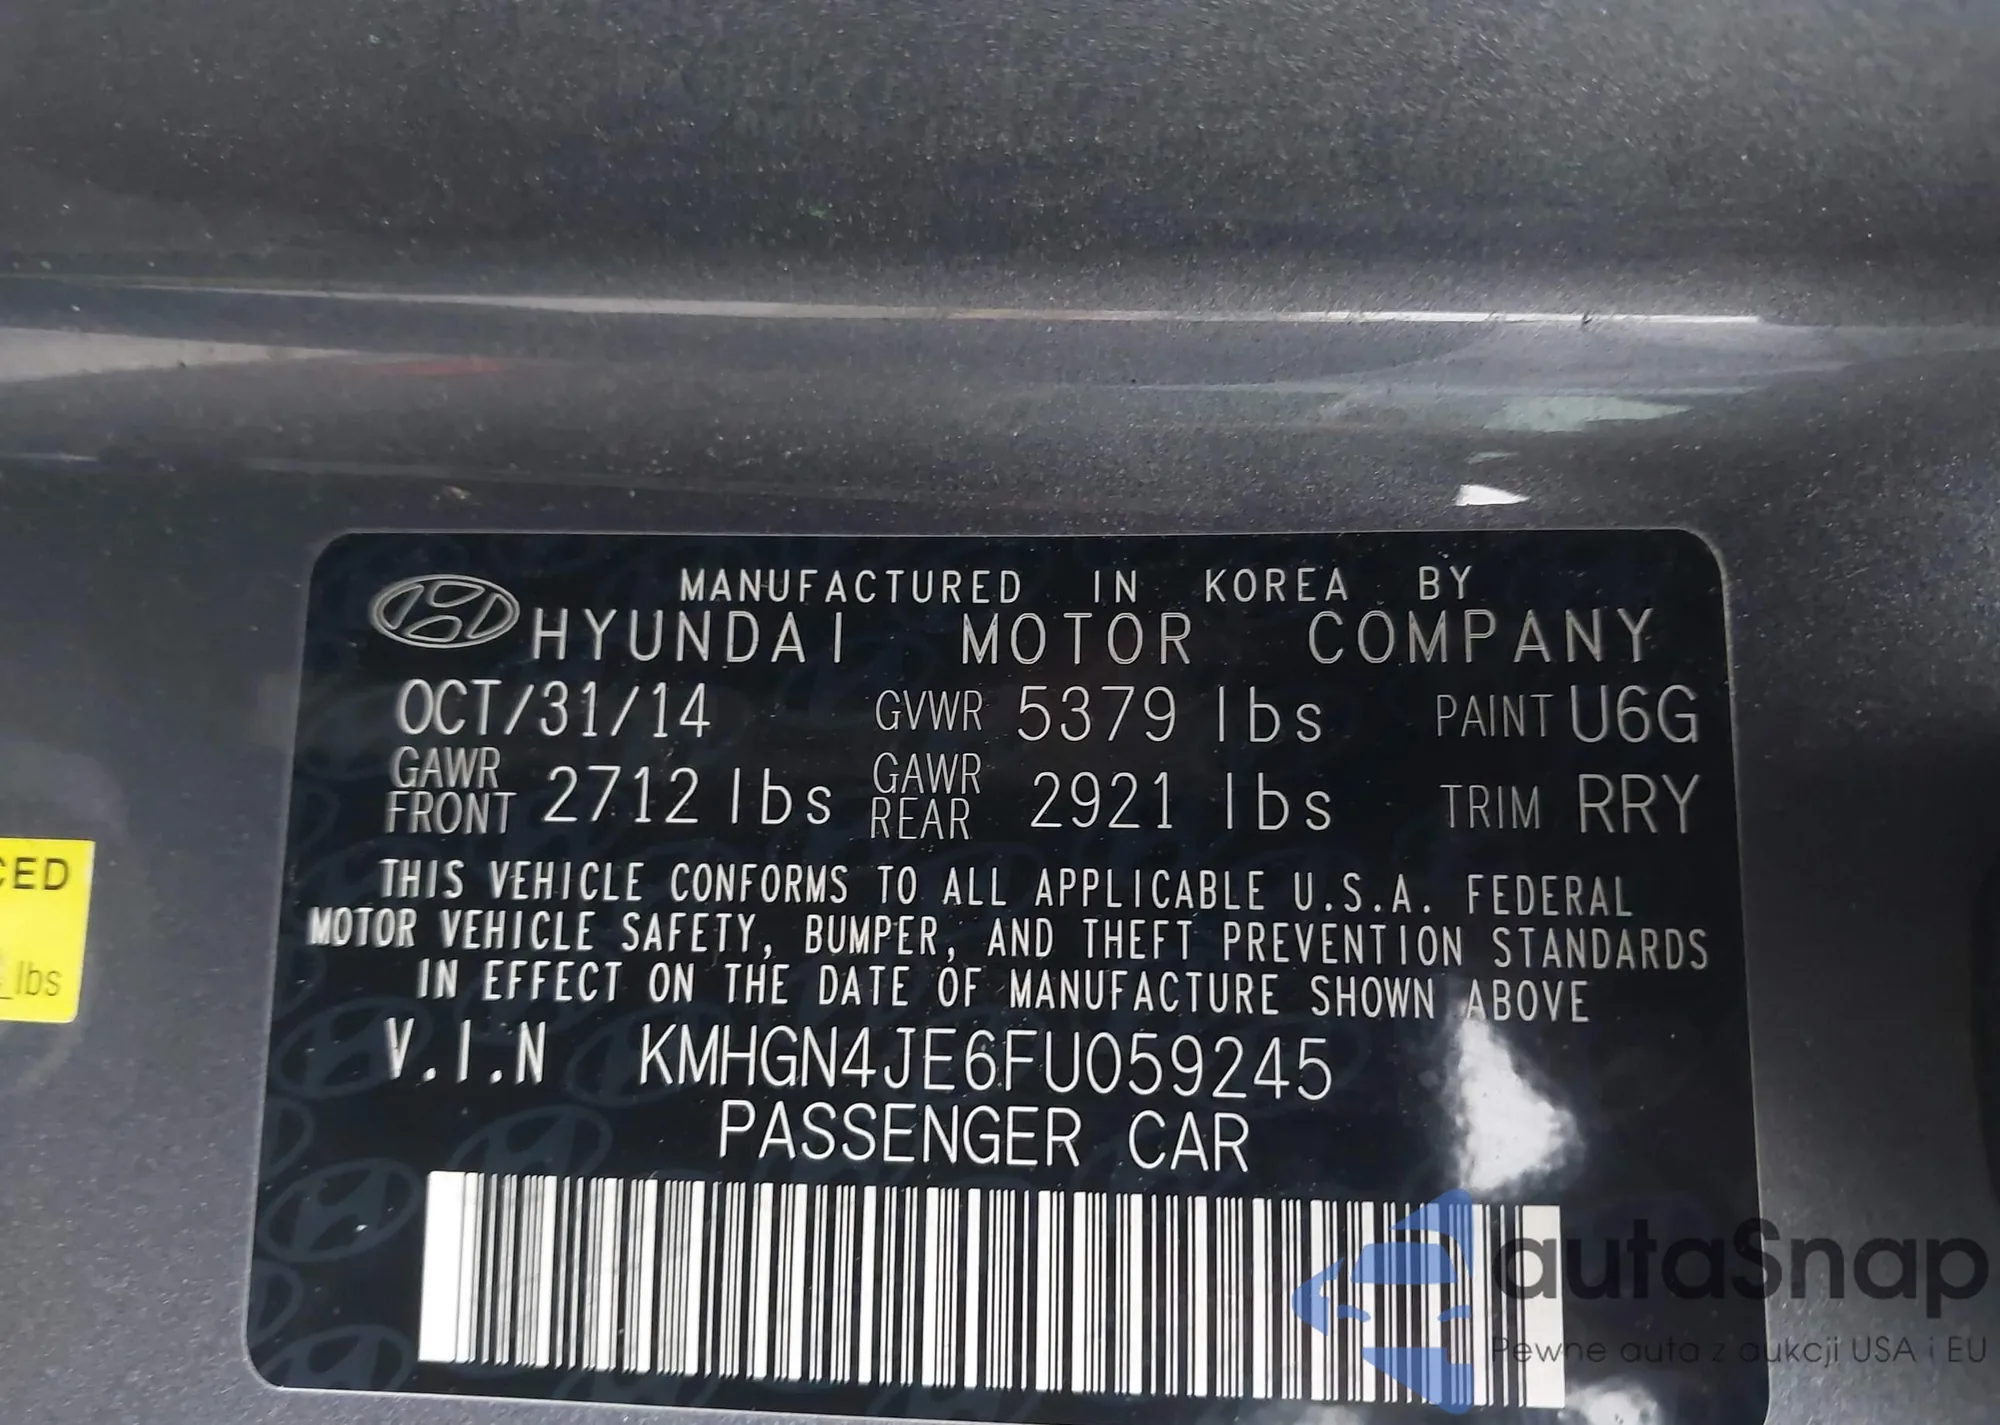 MANUFACTURED IN KOREA BY
HYUNDAI MOTOR COMPANY
OCT/31/14 GVWR 5379 lbs PAINT U6G
GAWR FRONT 2712 lbs GAWR REAR 2921 lbs TRIM RRY
THIS VEHICLE CONFORMS TO ALL APPLICABLE U.S.A. FEDERAL
MOTOR VEHICLE SAFETY, BUMPER, AND THEFT PREVENTION STANDARDS
IN EFFECT ON THE DATE OF MANUFACTURE SHOWN ABOVE
V.I.N KMHGN4JE6FU059245
PASSENGER CAR
CED
lbs
autaSnap
Pewne auta z aukcji USA i EU